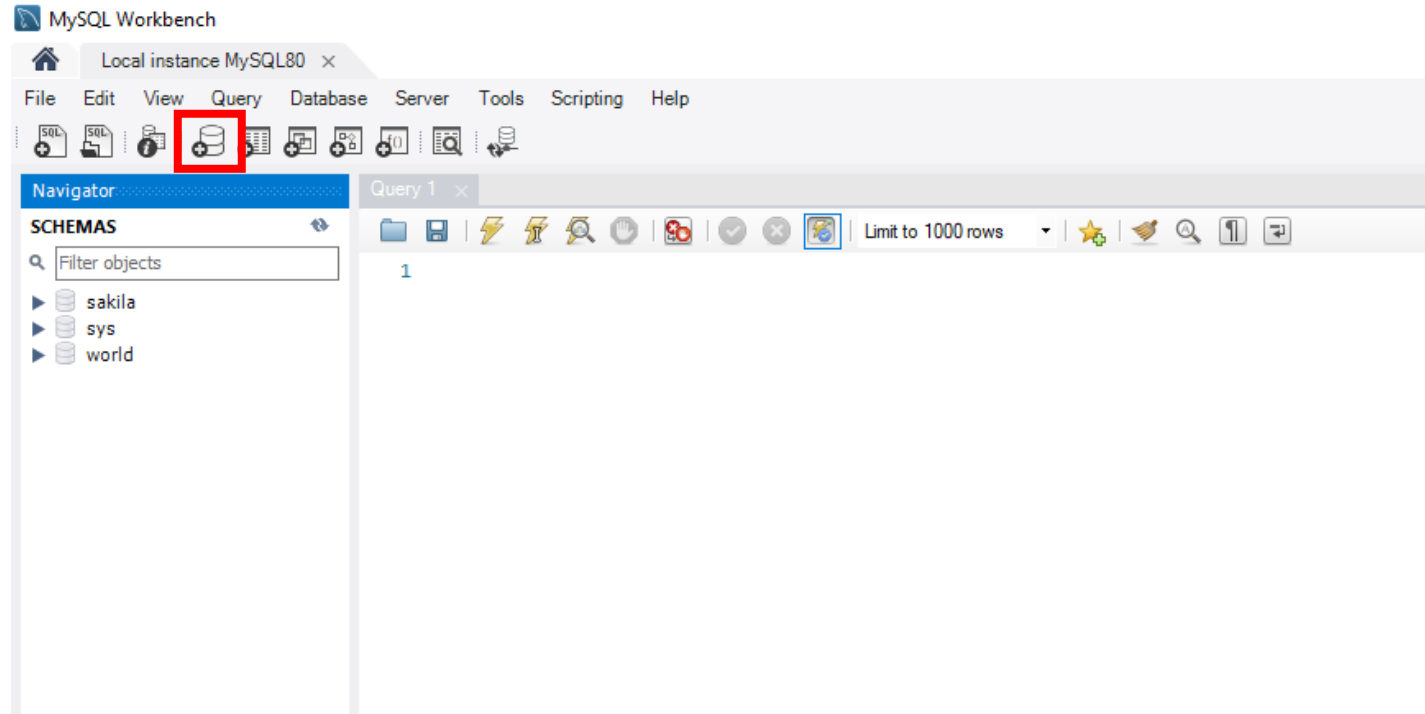 MySQL Workbench
Local instance MySQL80
File Edit View Query Database Server Tools Scripting Help
SQL SQL
Navigator
Query 1
SCHEMAS
Limit to 1000 rows
Filter objects
1
sakila
sys
world